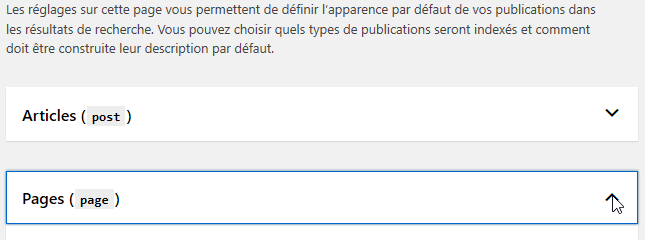 Les réglages sur cette page vous permettent de définir l’apparence par défaut de vos publications dans
les résultats de recherche. Vous pouvez choisir quels types de publications seront indexés et comment
doit être construite leur description par défaut.
Articles ( post )
Pages ( page )